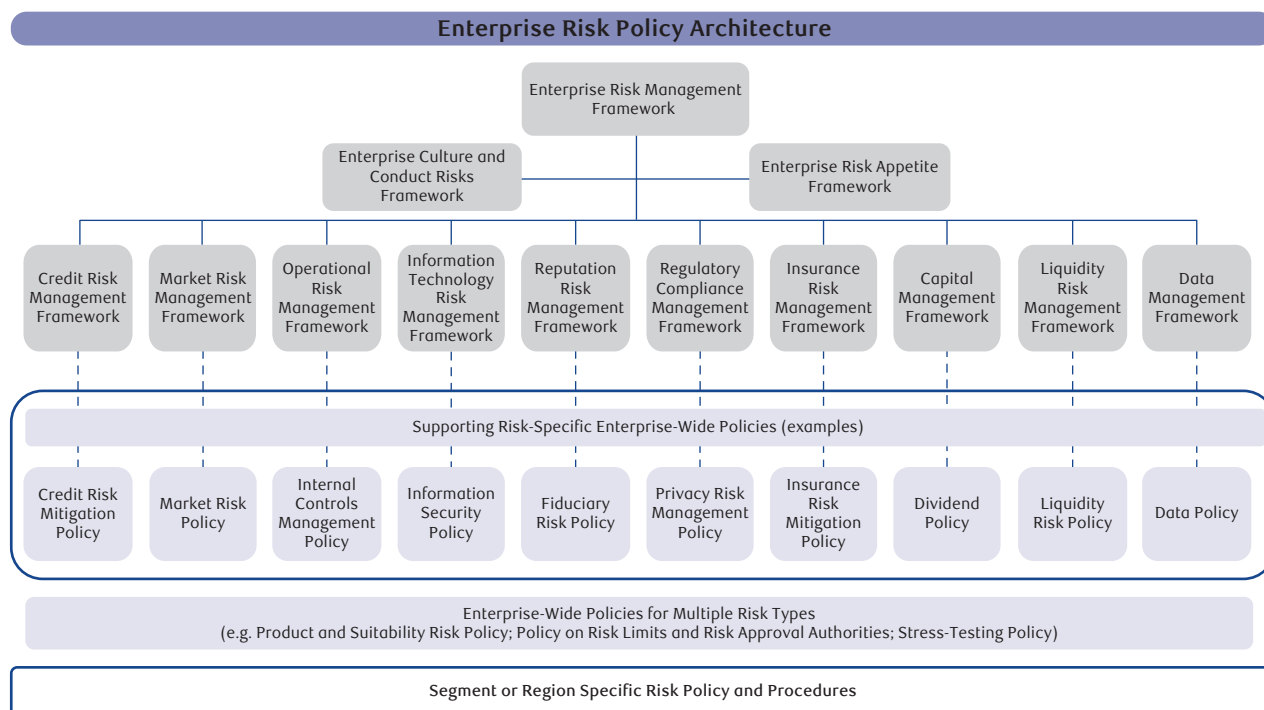 Enterprise Risk Policy Architecture
Enterprise Risk Management
Framework
Enterprise Culture and
Conduct Risks
Framework
Enterprise Risk Appetite
Framework
Credit Risk
Management
Framework
Market Risk
Management
Framework
Operational
Risk
Management
Framework
Information
Technology
Risk
Management
Framework
Reputation
Risk
Management
Framework
Regulatory
Compliance
Management
Framework
Insurance
Risk
Management
Framework
Capital
Management
Framework
Liquidity
Risk
Management
Framework
Data
Management
Framework
Supporting Risk-Specific Enterprise-Wide Policies (examples)
Credit Risk
Mitigation
Policy
Market Risk
Policy
Internal
Controls
Management
Policy
Information
Security
Policy
Fiduciary
Risk Policy
Privacy Risk
Management
Policy
Insurance
Risk
Mitigation
Policy
Dividend
Policy
Liquidity
Risk Policy
Data Policy
Enterprise-Wide Policies for Multiple Risk Types
(e.g. Product and Suitability Risk Policy; Policy on Risk Limits and Risk Approval Authorities; Stress-Testing Policy)
Segment or Region Specific Risk Policy and Procedures